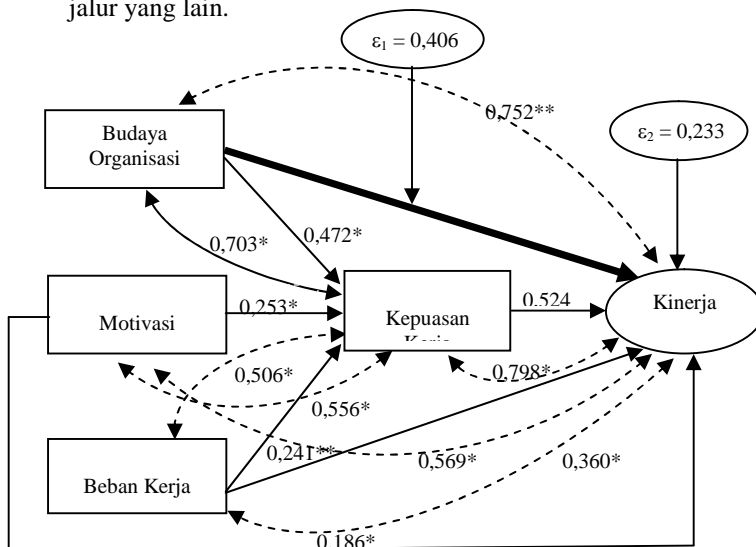 jalur yang lain.
ε₁ = 0,406
0,752**
ε₂ = 0,233
Budaya
Organisasi
0,703*
0,472*
Motivasi
0,253*
Kepuasan
Kerja
0,524
Kinerja
0,506*
0,556*
0,798*
0,241**
0,569*
0,360*
Beban Kerja
0,186*